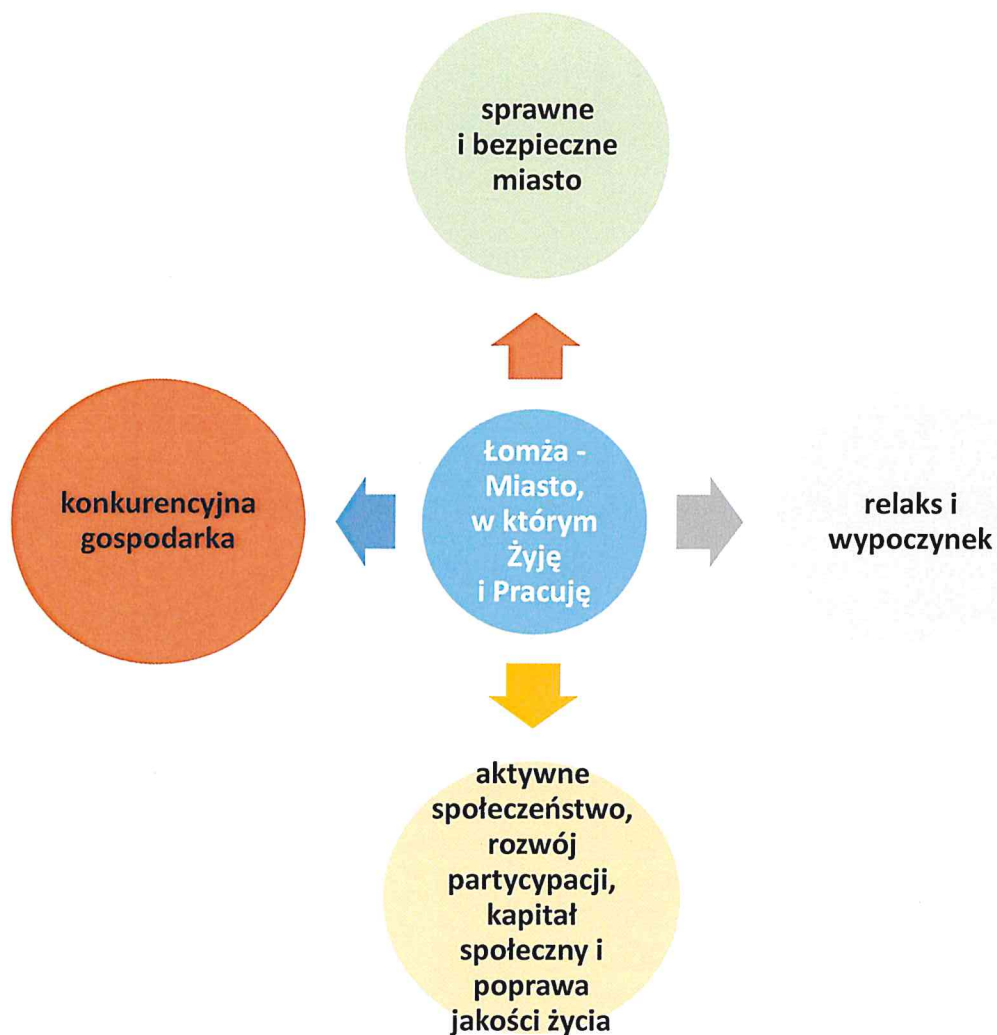 sprawne
i bezpieczne
miasto
konkurencyjna
gospodarka
Łomża -
Miasto,
w którym
Żyję
i Pracuję
relaks i
wypoczynek
aktywne
społeczeństwo,
rozwój
partycypacji,
kapitał
społeczny i
poprawa
jakości życia